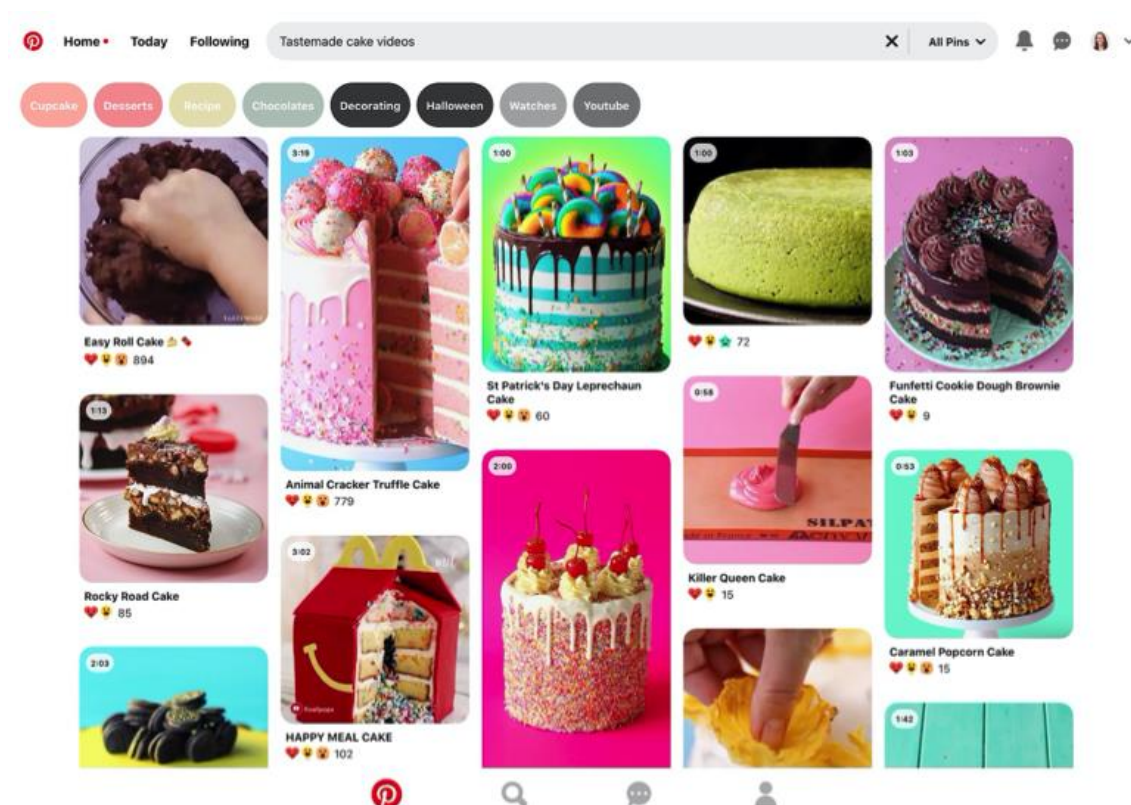 Home Today Following Tastemade cake videos All Pins
Cupcake Desserts Recipe Chocolates Decorating Halloween Watches Youtube
Easy Roll Cake
894
1:13
Rocky Road Cake
85
2:03
3:19
Animal Cracker Truffle Cake
779
3:02
HAPPY MEAL CAKE
102
1:00
St Patrick's Day Leprechaun
Cake
60
2:00
1:00
72
0:58
SILPA
Made in France
Killer Queen Cake
15
1:03
Funfetti Cookie Dough Brownie
Cake
9
0:53
Caramel Popcorn Cake
15
1:42